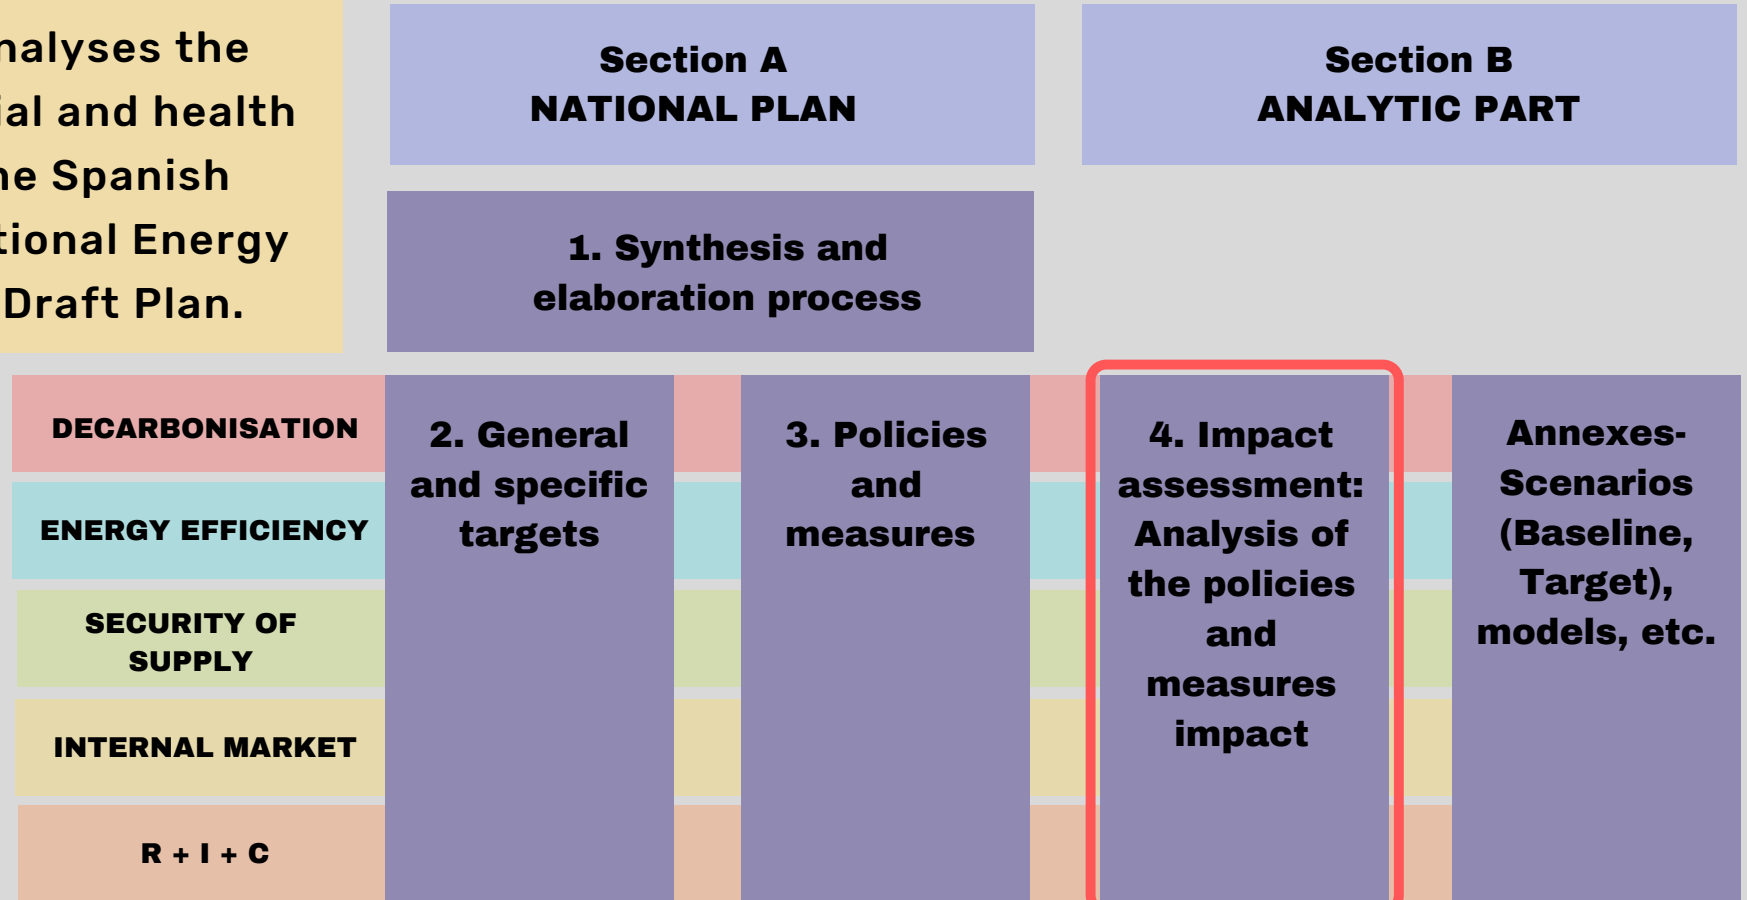 nalyses the
ial and health
ne Spanish
tional Energy
Draft Plan.
Section A
NATIONAL PLAN
Section B
ANALYTIC PART
1. Synthesis and
elaboration process
DECARBONISATION
ENERGY EFFICIENCY
SECURITY OF
SUPPLY
INTERNAL MARKET
R + I + C
2. General
and specific
targets
3. Policies
and
measures
4. Impact
assessment:
Analysis of
the policies
and
measures
impact
Annexes-
Scenarios
(Baseline,
Target),
models, etc.